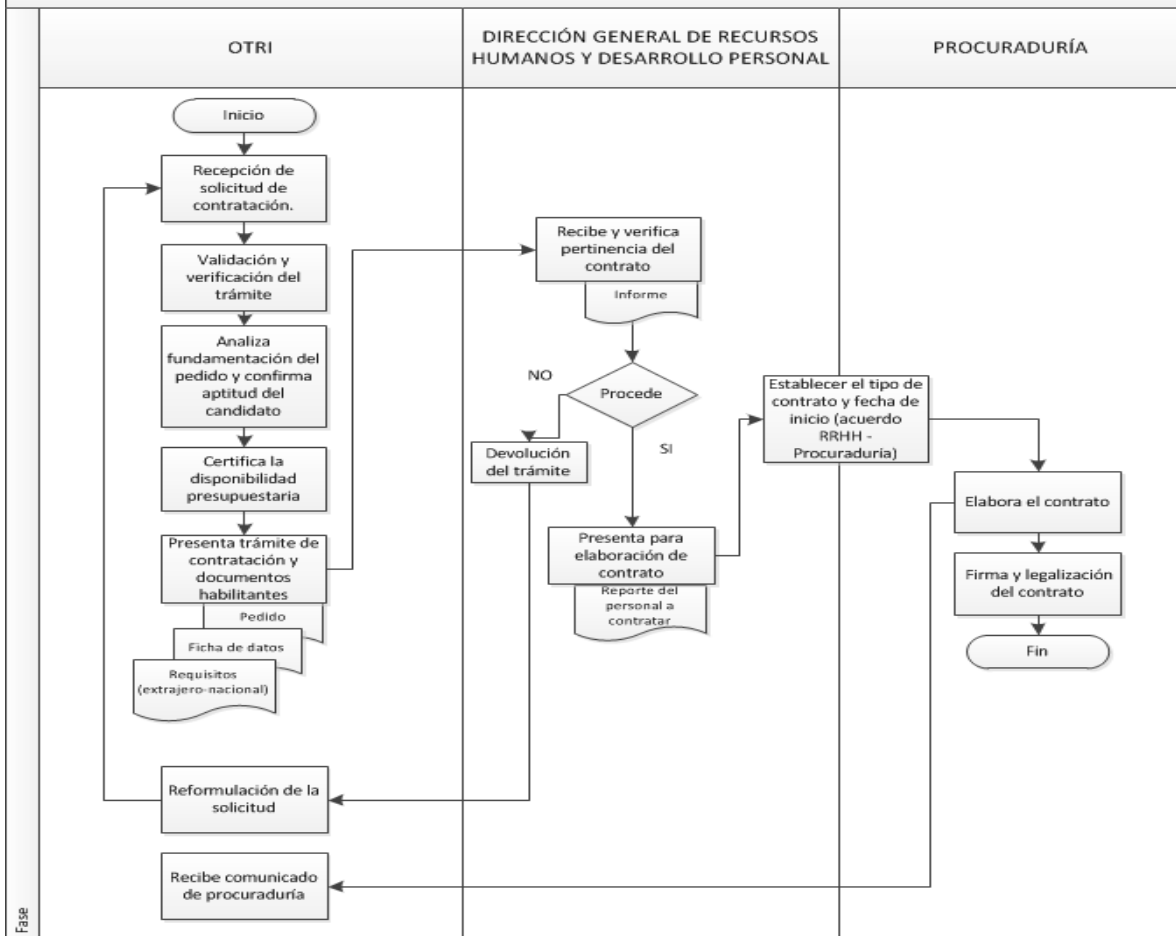 OTRI
DIRECCIÓN GENERAL DE RECURSOS
HUMANOS Y DESARROLLO PERSONAL
PROCURADURÍA
Inicio
Recepción de
solicitud de
contratación.
Validación y
verificación del
trámite
Analiza
fundamentación del
pedido y confirma
aptitud del
candidato
Certifica la
disponibilidad
presupuestaria
Presenta trámite de
contratación y
documentos
habilitantes
Pedido
Ficha de datos
Requisitos
(extrajero-nacional)
Reformulación de la
solicitud
Recibe comunicado
de procuraduría
Recibe y verifica
pertinencia del
contrato
Informe
Procede
NO
SI
Devolución
del trámite
Presenta para
elaboración de
contrato
Reporte del
personal a
contratar
Establecer el tipo de
contrato y fecha de
inicio (acuerdo
RRHH -
Procuraduría)
Elabora el contrato
Firma y legalización
del contrato
Fin
Fase